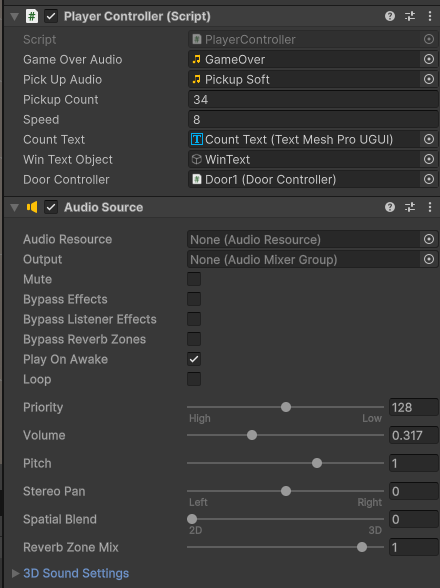 Player Controller (Script)
Script PlayerController
Game Over Audio GameOver
Pick Up Audio Pickup Soft
Pickup Count 34
Speed 8
Count Text Count Text (Text Mesh Pro UGUI)
Win Text Object WinText
Door Controller Door1 (Door Controller)
Audio Source
Audio Resource None (Audio Resource)
Output None (Audio Mixer Group)
Mute
Bypass Effects
Bypass Listener Effects
Bypass Reverb Zones
Play On Awake
Loop
Priority 128
High Low
Volume 0.317
Pitch 1
Stereo Pan 0
Left Right
Spatial Blend 0
2D 3D
Reverb Zone Mix 1
3D Sound Settings